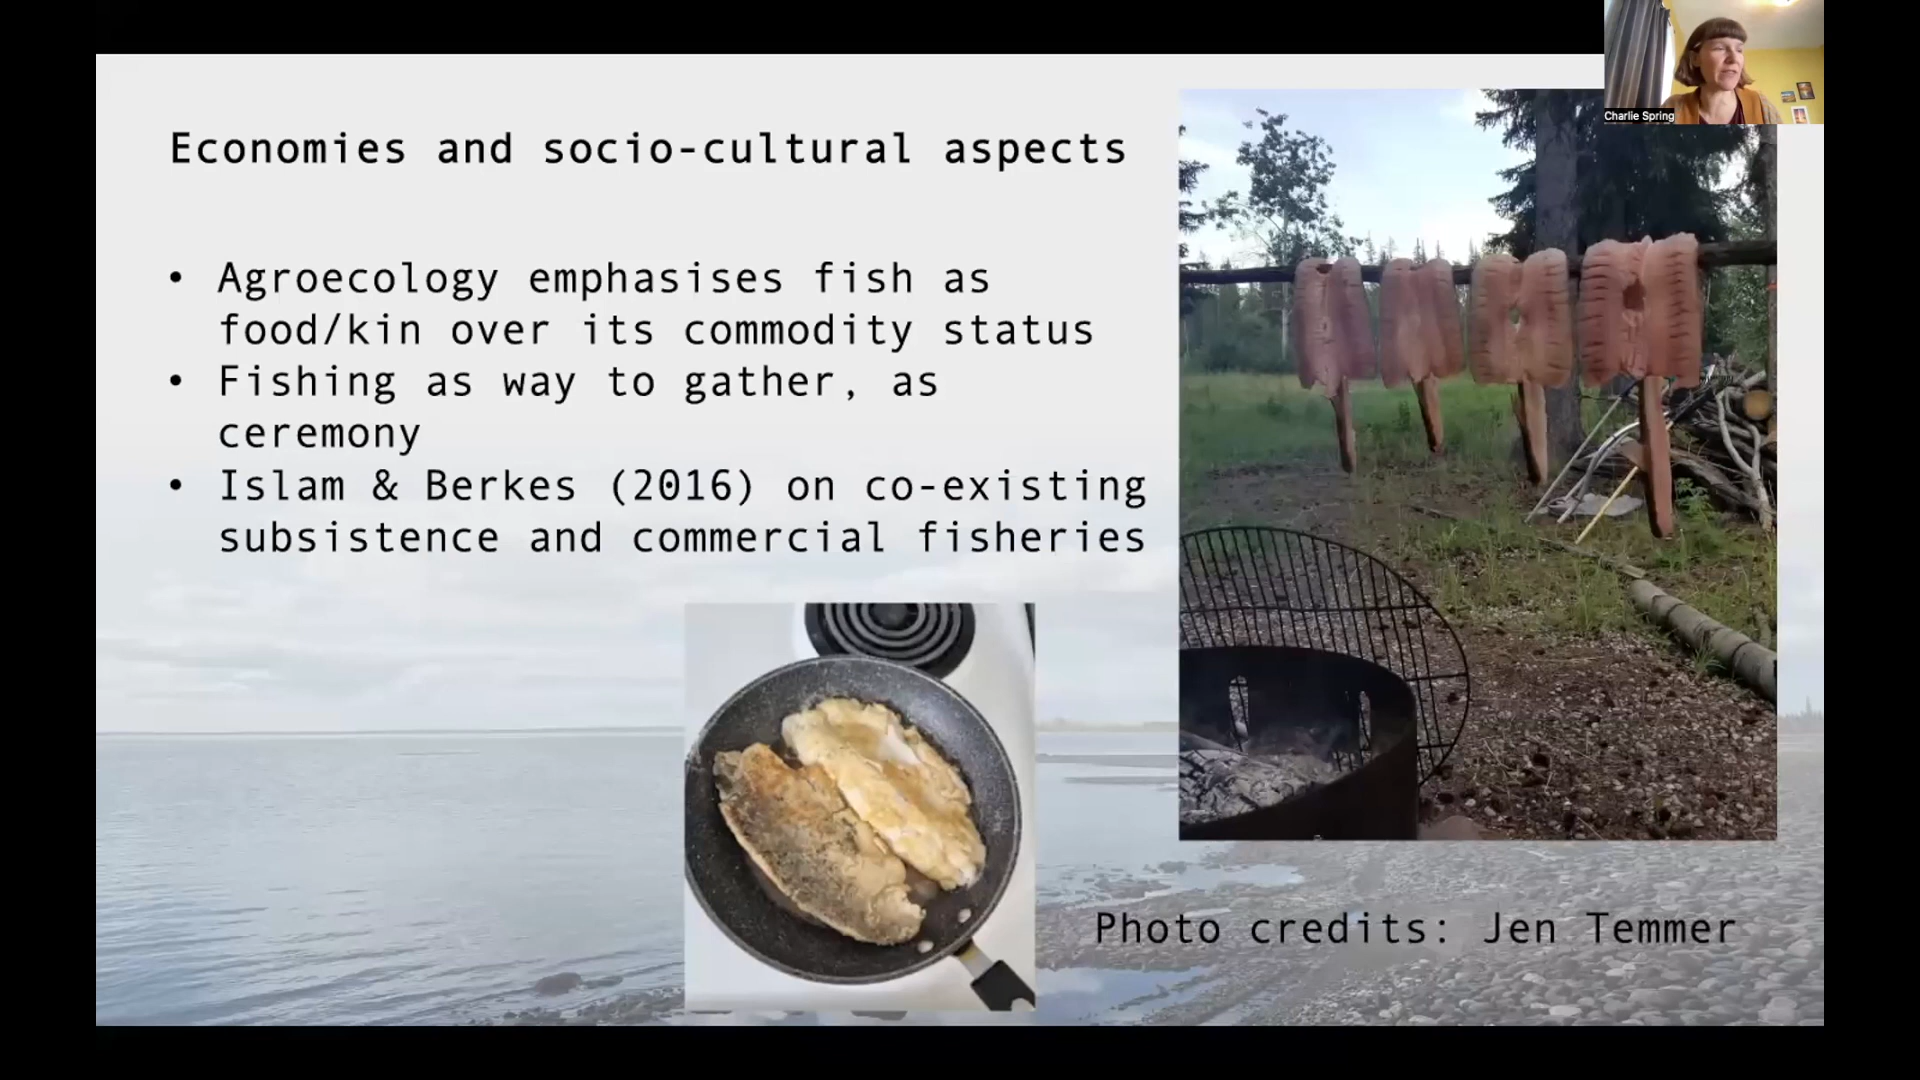 Charlie Spring
Economies and socio-cultural aspects
• Agroecology emphasises fish as
food/kin over its commodity status
• Fishing as way to gather, as
ceremony
• Islam & Berkes (2016) on co-existing
subsistence and commercial fisheries
Photo credits: Jen Temmer